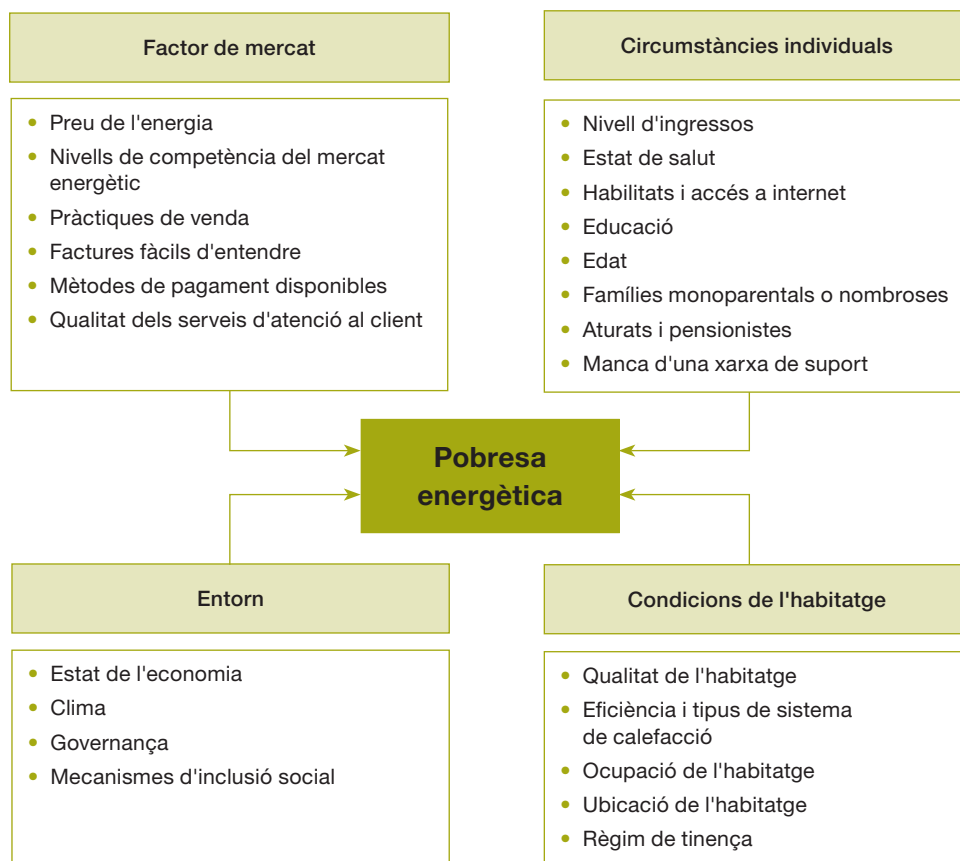 Factor de mercat
• Preu de l'energia
• Nivells de competència del mercat
energètic
• Pràctiques de venda
• Factures fàcils d'entendre
• Mètodes de pagament disponibles
• Qualitat dels serveis d'atenció al client
Circumstàncies individuals
• Nivell d'ingressos
• Estat de salut
• Habilitats i accés a internet
• Educació
• Edat
• Famílies monoparentals o nombroses
• Aturats i pensionistes
• Manca d'una xarxa de suport
Pobresa
energètica
Entorn
• Estat de l'economia
• Clima
• Governança
• Mecanismes d'inclusió social
Condicions de l'habitatge
• Qualitat de l'habitatge
• Eficiència i tipus de sistema
de calefacció
• Ocupació de l'habitatge
• Ubicació de l'habitatge
• Règim de tinença